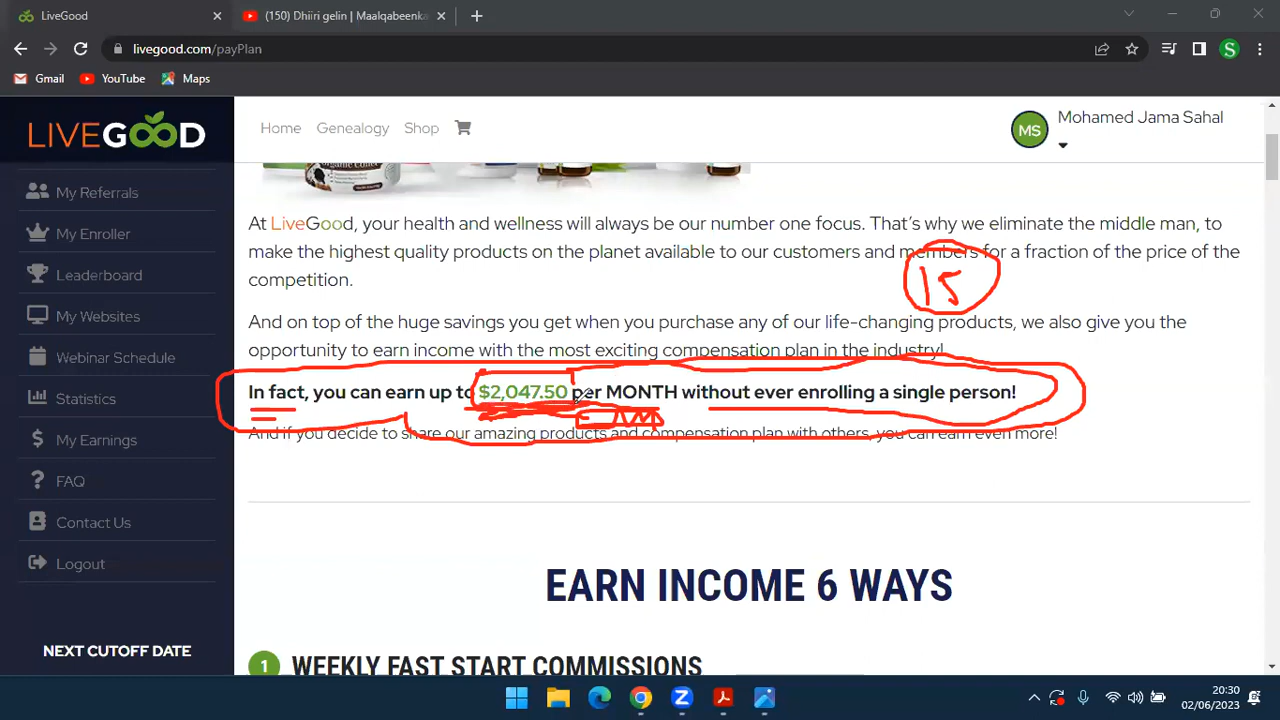 LiveGood
(150) Dhiiri gelin | Maalqabeenka
livegood.com/payPlan
Gmail
YouTube
Maps
S
LIVEGOOD
Home
Genealogy
Shop
MS
Mohamed Jama Sahal
My Referrals
My Enroller
Leaderboard
My Websites
Webinar Schedule
Statistics
My Earnings
FAQ
Contact Us
Logout
NEXT CUTOFF DATE
At LiveGood, your health and wellness will always be our number one focus. That’s why we eliminate the middle man, to
make the highest quality products on the planet available to our customers and members for a fraction of the price of the
competition.
15
And on top of the huge savings you get when you purchase any of our life-changing products, we also give you the
opportunity to earn income with the most exciting compensation plan in the industry!
In fact, you can earn up to $2,047.50 per MONTH without ever enrolling a single person!
And if you decide to share our amazing products and compensation plan with others, you can earn even more!
EARN INCOME 6 WAYS
1 WEEKLY FAST START COMMISSIONS
20:30
02/06/2023